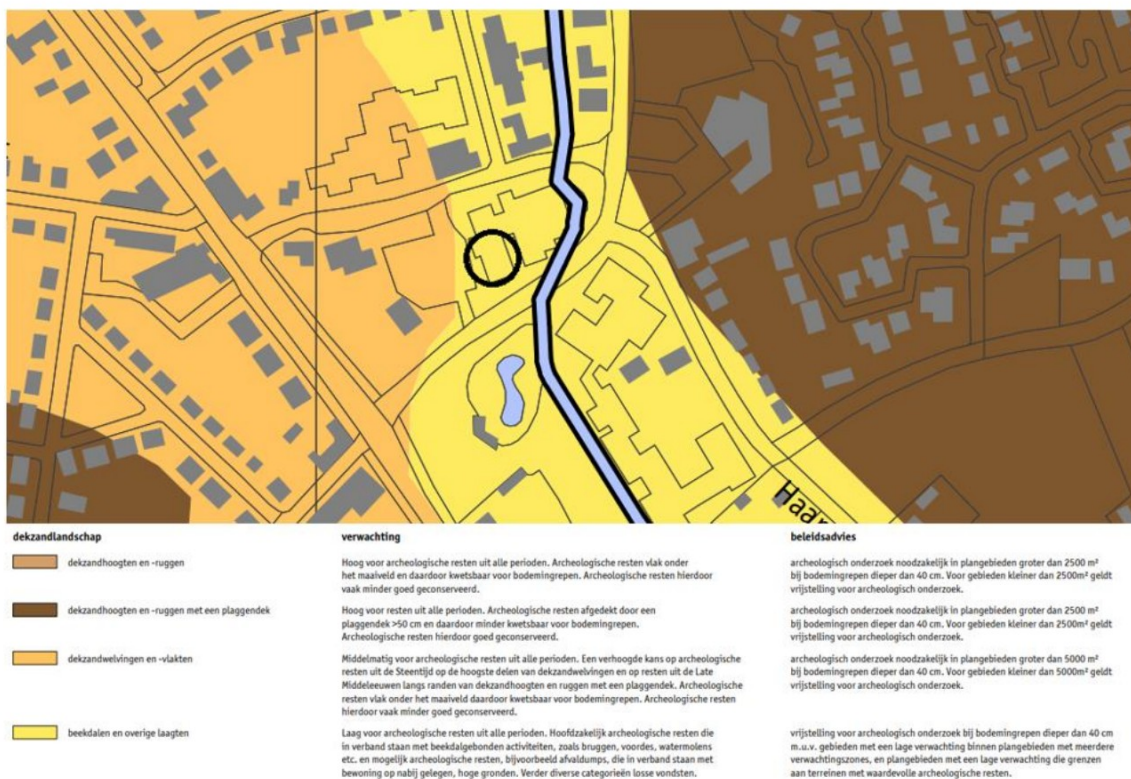 Haar
dekzandlandschap
verwachting
beleidsadvies
dekzandhoogten en -ruggen
Hoog voor archeologische resten uit alle perioden. Archeologische resten vlak onder
het maaiveld en daardoor kwetsbaar voor bodemingrepen. Archeologische resten hierdoor
vaak minder goed geconserveerd.
archeologisch onderzoek noodzakelijk in plangebieden groter dan 2500 m²
bij bodemingrepen dieper dan 40 cm. Voor gebieden kleiner dan 2500m² geldt
vrijstelling voor archeologisch onderzoek.
dekzandhoogten en -ruggen met een plaggendek
Hoog voor resten uit alle perioden. Archeologische resten afgedekt door een
plaggendek >50 cm en daardoor minder kwetsbaar voor bodemingrepen.
Archeologische resten hierdoor goed geconserveerd.
archeologisch onderzoek noodzakelijk in plangebieden groter dan 2500 m²
bij bodemingrepen dieper dan 40 cm. Voor gebieden kleiner dan 2500m² geldt
vrijstelling voor archeologisch onderzoek.
dekzandwelvingen en -vlakten
Middelmatig voor archeologische resten uit alle perioden. Een verhoogde kans op archeologische
resten uit de Steentijd op de hoogste delen van dekzandwelvingen en op resten uit de Late
Middeleeuwen langs randen van dekzandhoogten en ruggen met een plaggendek. Archeologische
resten vlak onder het maaiveld daardoor kwetsbaar voor bodemingrepen. Archeologische resten
hierdoor vaak minder goed geconserveerd.
archeologisch onderzoek noodzakelijk in plangebieden groter dan 5000 m²
bij bodemingrepen dieper dan 40 cm. Voor gebieden kleiner dan 5000m² geldt
vrijstelling voor archeologisch onderzoek.
beekdalen en overige laagten
Laag voor archeologische resten uit alle perioden. Hoofdzakelijk archeologische resten die
in verband staan met beekdalgebonden activiteiten, zoals bruggen, voordes, watermolens
etc. en mogelijk archeologische resten, bijvoorbeeld afvaldumps, die in verband staan met
bewoning op nabij gelegen, hoge gronden. Verder diverse categorieën losse vondsten.
vrijstelling voor archeologisch onderzoek bij bodemingrepen dieper dan 40 cm
m.u.v. gebieden met een lage verwachting binnen plangebieden met meerdere
verwachtingszones, en plangebieden met een lage verwachting die grenzen
aan terreinen met waardevolle archeologische resten.